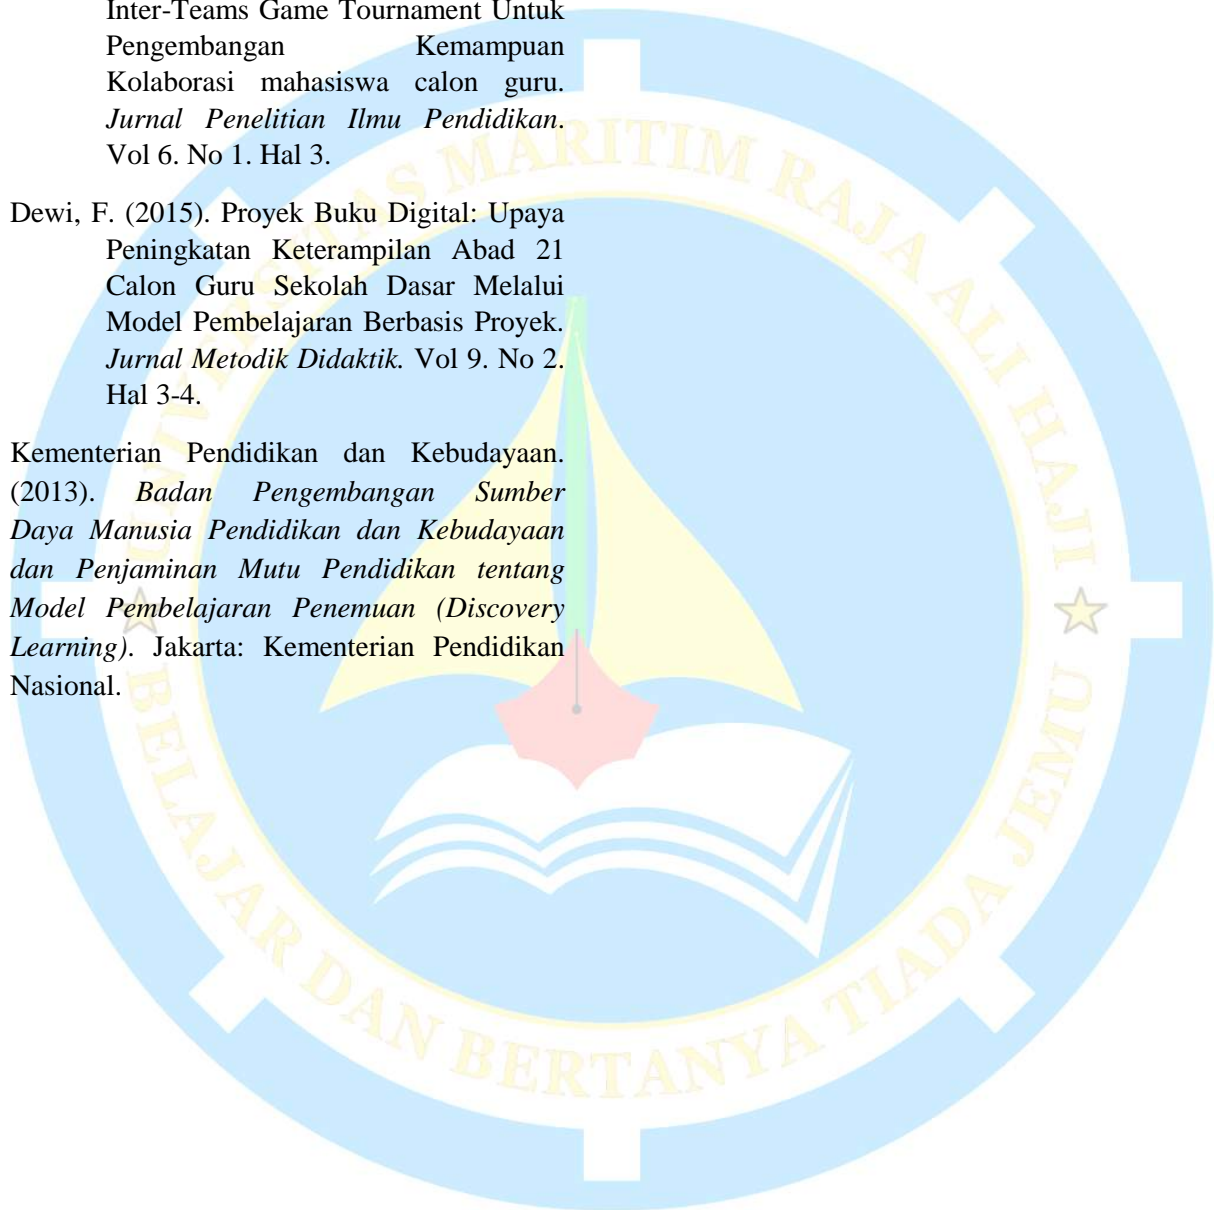 Inter-Teams Game Tournament Untuk
Pengembangan Kemampuan
Kolaborasi mahasiswa calon guru.
Jurnal Penelitian Ilmu Pendidikan.
Vol 6. No 1. Hal 3.
Dewi, F. (2015). Proyek Buku Digital: Upaya
Peningkatan Keterampilan Abad 21
Calon Guru Sekolah Dasar Melalui
Model Pembelajaran Berbasis Proyek.
Jurnal Metodik Didaktik. Vol 9. No 2.
Hal 3-4.
Kementerian Pendidikan dan Kebudayaan.
(2013). Badan Pengembangan Sumber
Daya Manusia Pendidikan dan Kebudayaan
dan Penjaminan Mutu Pendidikan tentang
Model Pembelajaran Penemuan (Discovery
Learning). Jakarta: Kementerian Pendidikan
Nasional.
UNIVERSITAS MARITIM RAJA ALI HAJI
BELAJAR DAN BERTANYA TIADA JEMU